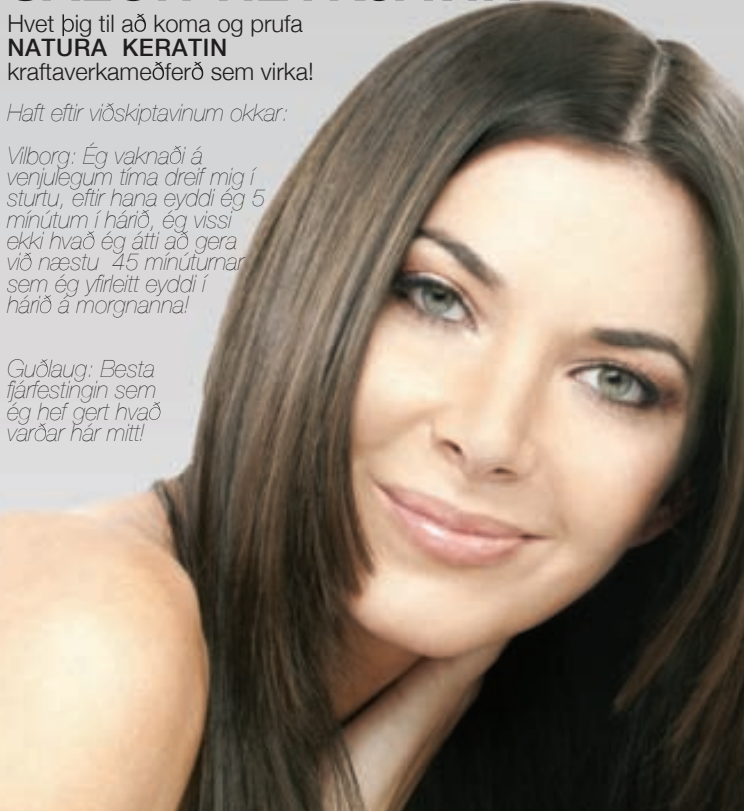 Hvet þig til að koma og prufa
NATURA KERATIN
kraftaverkameðferð sem virka!
Haft eftir viðskiptavinum okkar:
Vilborg: Ég vaknaði á
venjulegum tíma dreif mig í
sturtu, eftir hana eyddi ég 5
mínútum í hárið, ég vissi
ekki hvað ég átti að gera
við næstu 45 mínúturnar
sem ég yfirleitt eyddi í
hárið á morgnanna!
Guðlaug: Besta
fjárfestingin sem
ég hef gert hvað
varðar hár mitt!